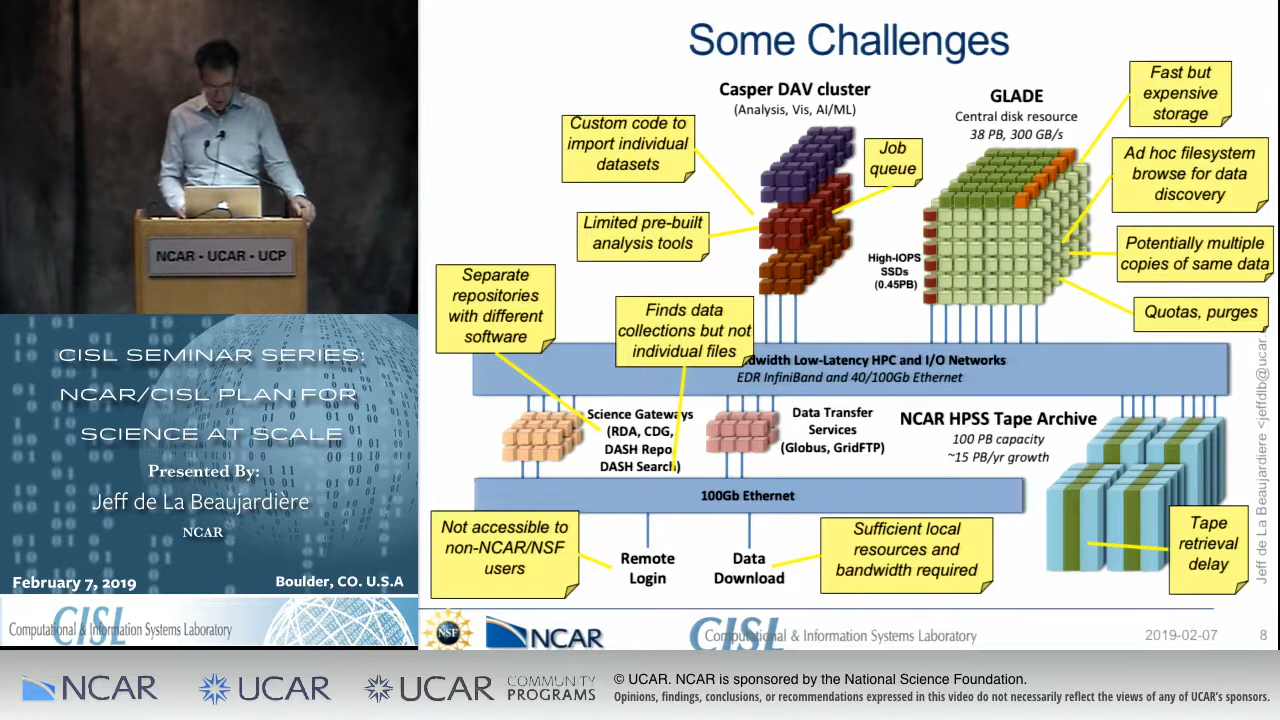 NCAR - UCAR - UCP
CISL SEMINAR SERIES:
NCAR/CISL PLAN FOR
SCIENCE AT SCALE
Presented By:
Jeff de La Beaujardière
NCAR
February 7, 2019
Boulder, CO. U.S.A
CISL
Computational & Information Systems Laboratory
Some Challenges
Casper DAV cluster
(Analysis, Vis, AI/ML)
GLADE
Central disk resource
38 PB, 300 GB/s
Fast but
expensive
storage
Custom code to
import individual
datasets
Job
queue
Ad hoc filesystem
browse for data
discovery
Limited pre-built
analysis tools
Potentially multiple
copies of same data
High-IOPS
SSDs
(0.45PB)
Separate
repositories
with different
software
Finds data
collections but not
individual files
Quotas, purges
dwidth Low-Latency HPC and I/O Networks
EDR InfiniBand and 40/100Gb Ethernet
Science Gateways
(RDA, CDG,
DASH Repo
DASH Search)
Data Transfer
Services
(Globus, GridFTP)
NCAR HPSS Tape Archive
100 PB capacity
~15 PB/yr growth
100Gb Ethernet
Not accessible to
non-NCAR/NSF
users
Remote
Login
Data
Download
Sufficient local
resources and
bandwidth required
Tape
retrieval
delay
Jeff de La Beaujardiere <jeffdlb@ucar
NSF
NCAR
CISL
Computational & Information Systems Laboratory
2019-02-07
8
NCAR
UCAR
UCAR
COMMUNITY
PROGRAMS
© UCAR. NCAR is sponsored by the National Science Foundation.
Opinions, findings, conclusions, or recommendations expressed in this video do not necessarily reflect the views of any of UCAR's sponsors.